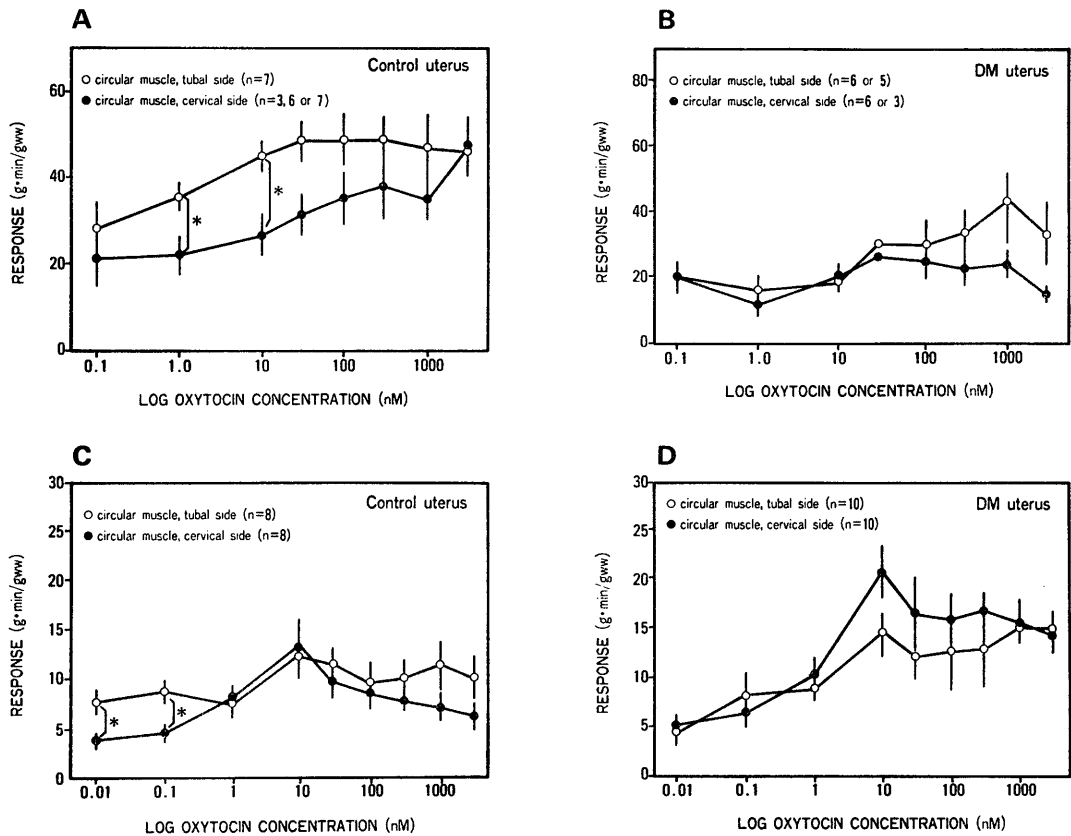 A
Control uterus
○ circular muscle, tubal side (n=7)
● circular muscle, cervical side (n=3,6 or 7)
60
40
20
0
RESPONSE (g•min/gww)
0.1 1.0 10 100 1000
LOG OXYTOCIN CONCENTRATION (nM)
*
*
B
DM uterus
○ circular muscle, tubal side (n=6 or 5)
● circular muscle, cervical side (n=6 or 3)
80
60
40
20
0
RESPONSE (g•min/gww)
0.1 1.0 10 100 1000
LOG OXYTOCIN CONCENTRATION (nM)
C
Control uterus
○ circular muscle, tubal side (n=8)
● circular muscle, cervical side (n=8)
30
25
20
15
10
5
0
RESPONSE (g•min/gww)
0.01 0.1 1 10 100 1000
LOG OXYTOCIN CONCENTRATION (nM)
*
*
D
DM uterus
○ circular muscle, tubal side (n=10)
● circular muscle, cervical side (n=10)
30
25
20
15
10
5
0
RESPONSE (g•min/gww)
0.01 0.1 1 10 100 1000
LOG OXYTOCIN CONCENTRATION (nM)